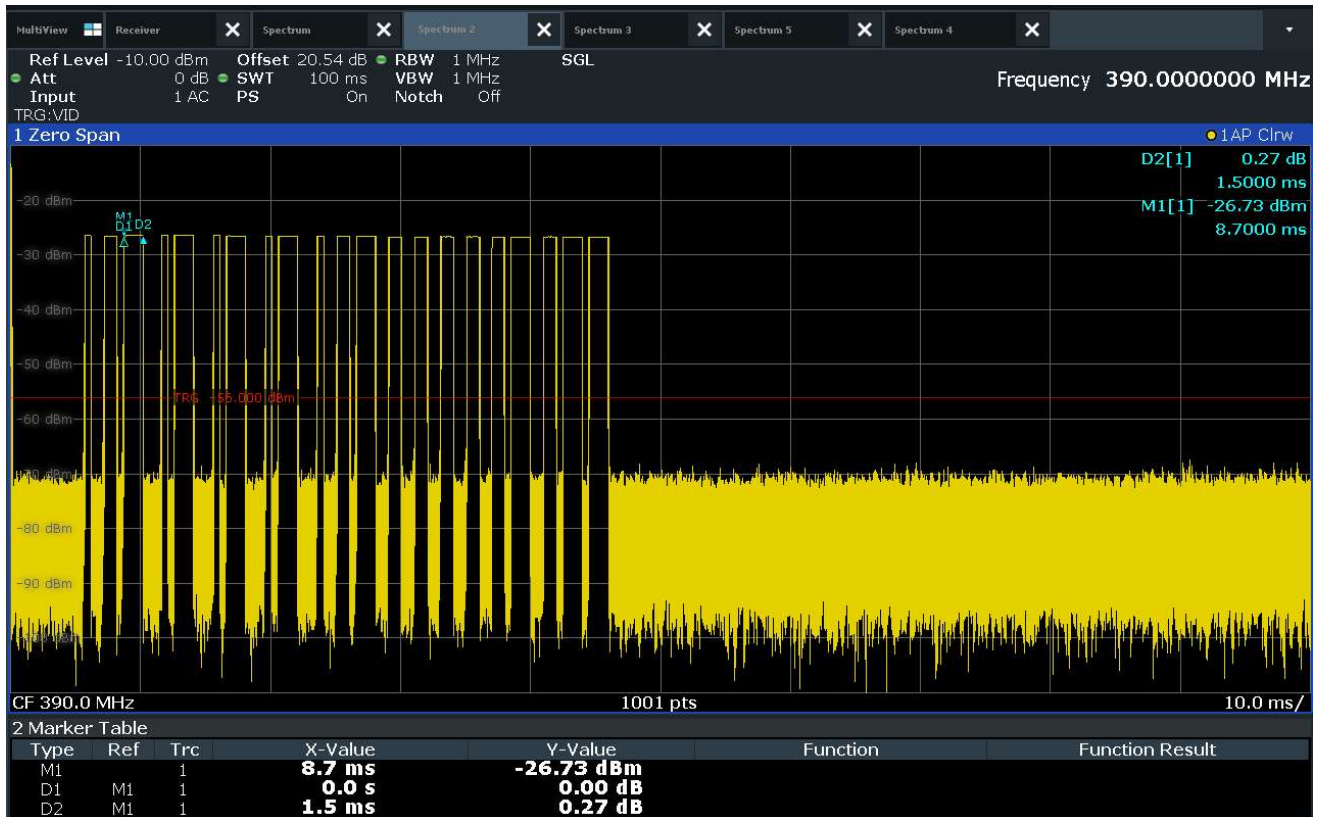 MultiView Receiver Spectrum Spectrum 2 Spectrum 3 Spectrum 5 Spectrum 4
Ref Level -10.00 dBm Offset 20.54 dB RBW 1 MHz SGL
Att 0 dB SWT 100 ms VBW 1 MHz
Input 1 AC PS On Notch Off
Frequency 390.0000000 MHz
TRG:VID
1 Zero Span 1AP Clrw
D2[1] 0.27 dB
1.5000 ms
M1[1] -26.73 dBm
8.7000 ms
-20 dBm
M1
D1 D2
-30 dBm
-40 dBm
-50 dBm
TRG -55.000 dBm
-60 dBm
-70 dBm
-80 dBm
-90 dBm
CF 390.0 MHz 1001 pts 10.0 ms/
2 Marker Table
Type Ref Trc X-Value Y-Value Function Function Result
M1 1 8.7 ms -26.73 dBm
D1 M1 1 0.0 s 0.00 dB
D2 M1 1 1.5 ms 0.27 dB